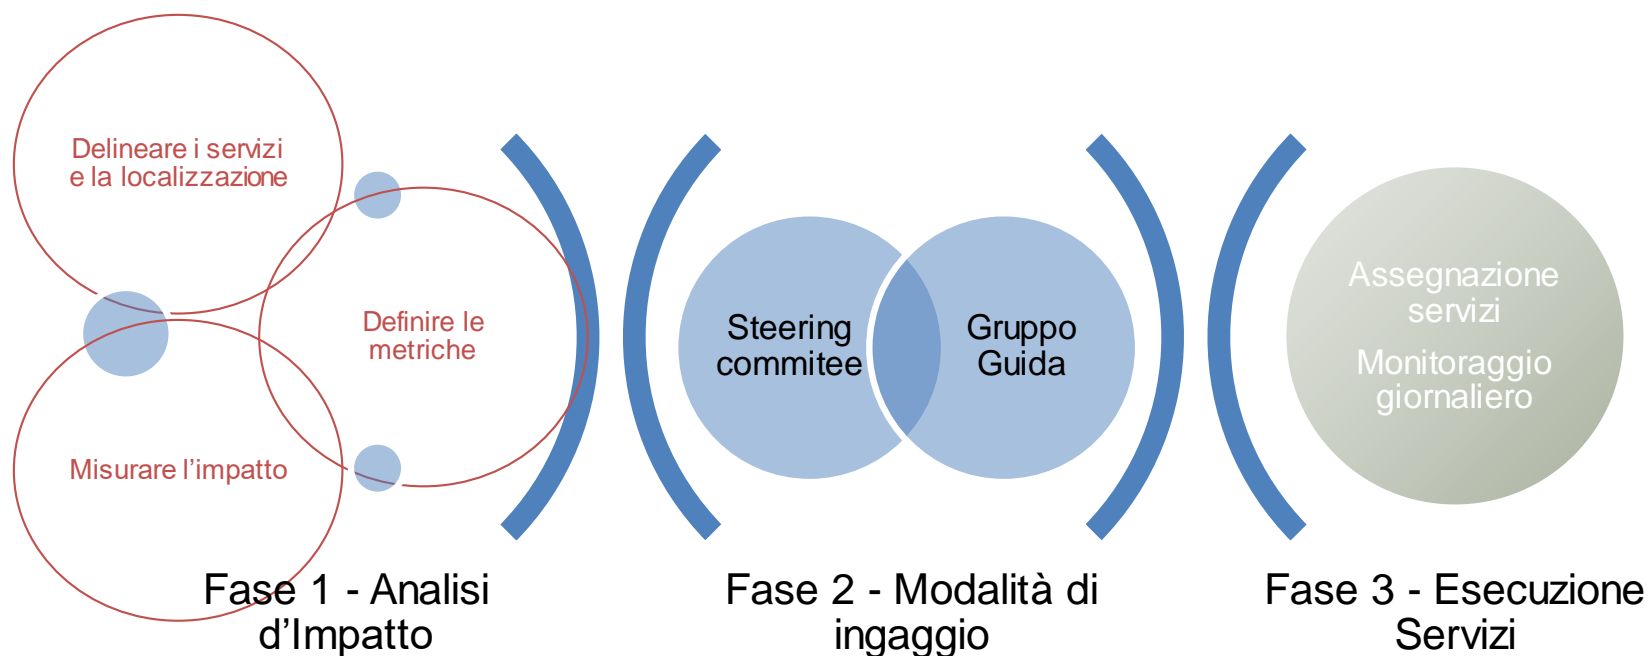 Delineare i servizi
e la localizzazione
Definire le
metriche
Misurare l'impatto
Fase 1 - Analisi
d'Impatto
Steering
commitee
Gruppo
Guida
Fase 2 - Modalità di
ingaggio
Assegnazione
servizi
Monitoraggio
giornaliero
Fase 3 - Esecuzione
Servizi